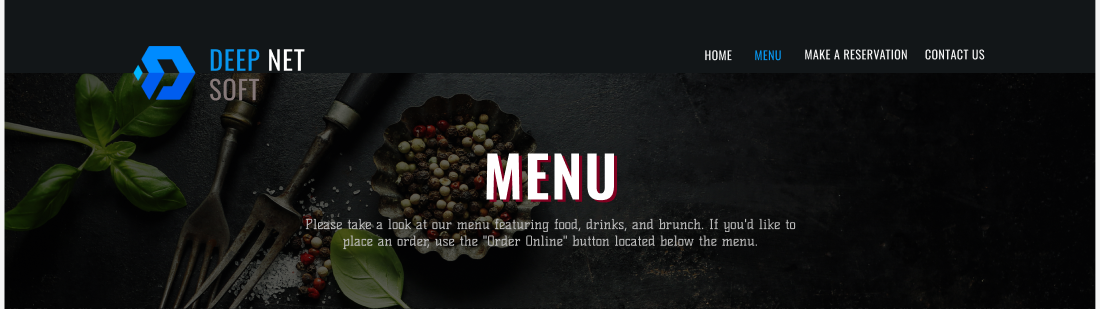 DEEP NET
SOFT
HOME MENU MAKE A RESERVATION CONTACT US
MENU
Please take a look at our menu featuring food, drinks, and brunch. If you'd like to
place an order, use the "Order Online" button located below the menu.